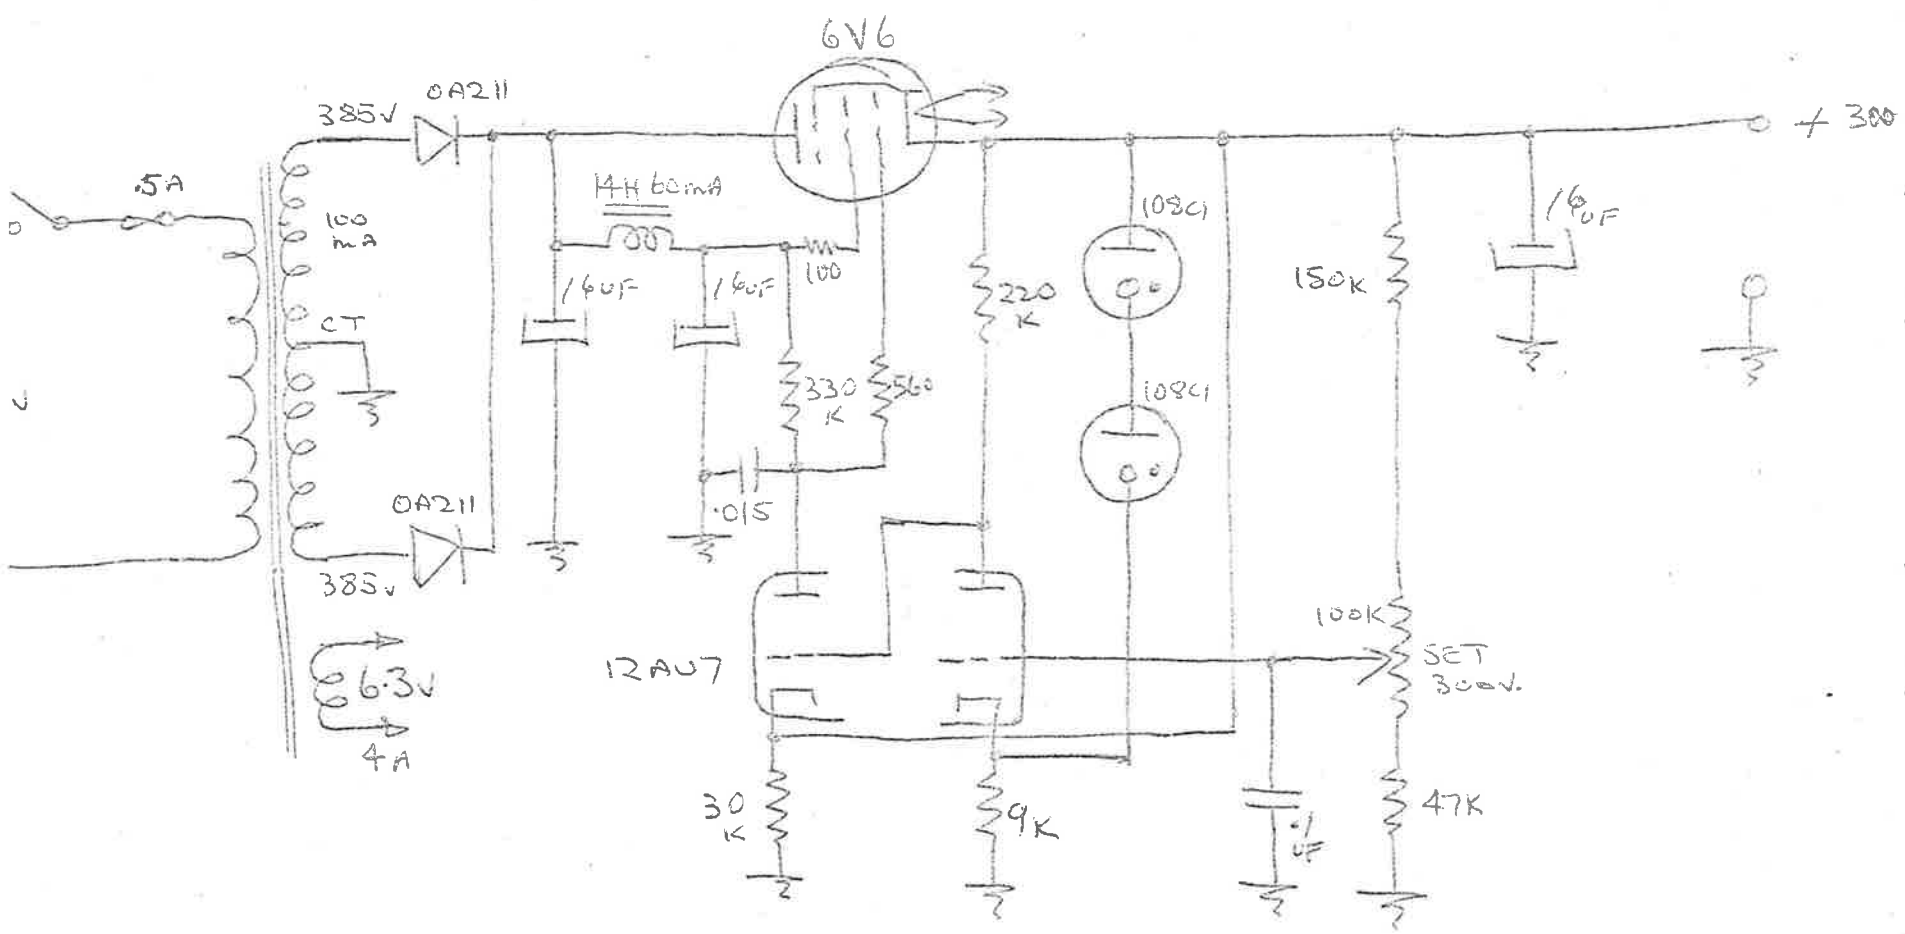 6V6
OA211
385V
+ 300
.5A
100
mA
14H 60mA
108C1
16uF
150K
100
16uF
16uF
220
K
CT
330
K
560
108C1
V
OA211
.015
385V
100K
12AU7
SET
300V.
6.3V
4A
30
K
9K
.1
uF
47K